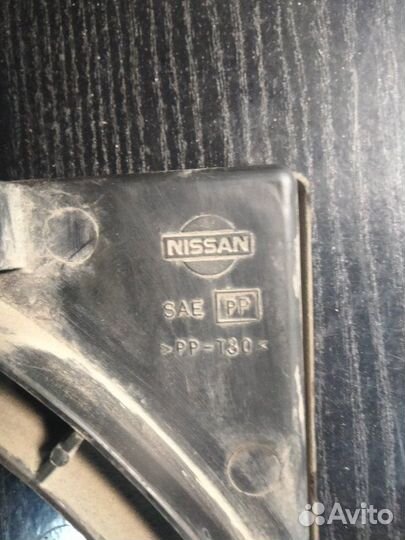 NISSAN
SAE PP
>PP-T30<
Avito